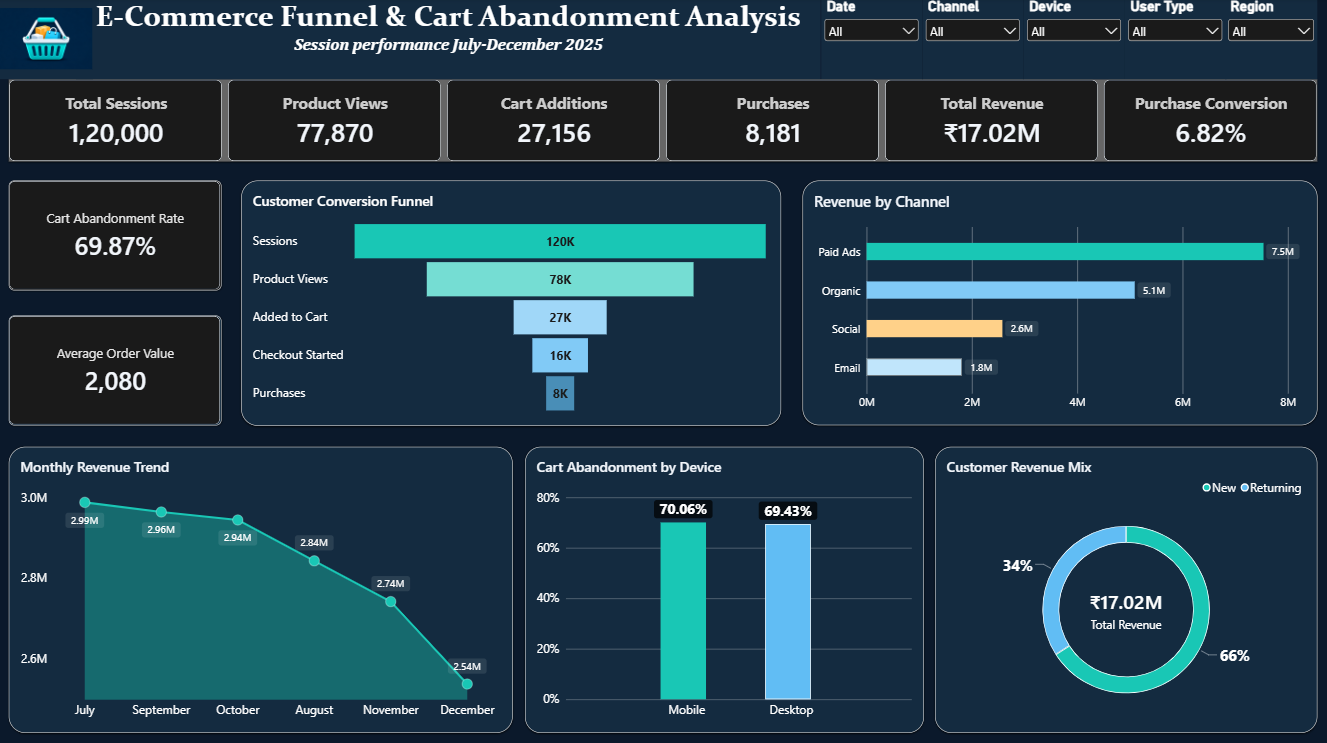 E-Commerce Funnel & Cart Abandonment Analysis
Session performance July-December 2025
Date
All
Channel
All
Device
All
User Type
All
Region
All
Total Sessions
1,20,000
Product Views
77,870
Cart Additions
27,156
Purchases
8,181
Total Revenue
₹17.02M
Purchase Conversion
6.82%
Cart Abandonment Rate
69.87%
Average Order Value
2,080
Customer Conversion Funnel
Sessions
120K
Product Views
78K
Added to Cart
27K
Checkout Started
16K
Purchases
8K
Revenue by Channel
Paid Ads
7.5M
Organic
5.1M
Social
2.6M
Email
1.8M
0M 2M 4M 6M 8M
Monthly Revenue Trend
3.0M
2.8M
2.6M
2.99M
2.96M
2.94M
2.84M
2.74M
2.54M
July September October August November December
Cart Abandonment by Device
80%
60%
40%
20%
0%
70.06%
69.43%
Mobile Desktop
Customer Revenue Mix
New Returning
34%
₹17.02M
Total Revenue
66%